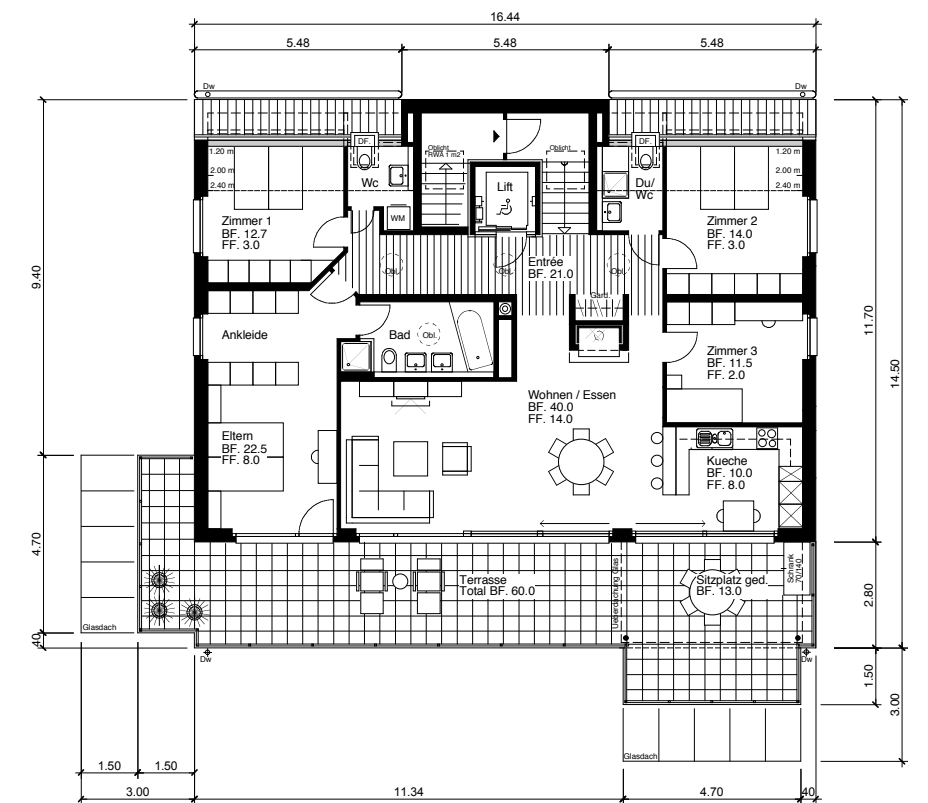 16.44
5.48 5.48 5.48
Dw Dw
DF. DF.
1.20 m
2.00 m
2.40 m
Zimmer 1
BF. 12.7
FF. 3.0
Wc
WM
Oblicht
RWA 1 m2
Lift
Oblicht
Du/
Wc
1.20 m
2.00 m
2.40 m
Zimmer 2
BF. 14.0
FF. 3.0
Obl. Obl. Obl.
Entrée
BF. 21.0
Gard.
9.40
11.70
14.50
Ankleide
Bad
Obl.
Zimmer 3
BF. 11.5
FF. 2.0
Wohnen / Essen
BF. 40.0
FF. 14.0
Eltern
BF. 22.5
FF. 8.0
Kueche
BF. 10.0
FF. 8.0
4.70
40
Glasdach
Terrasse
Total BF. 60.0
Ueberdachung Glas
Sitzplatz ged.
BF. 13.0
Schrank
70/140
2.80
Dw Dw
1.50
3.00
Glasdach
1.50 1.50
3.00 11.34 4.70 40